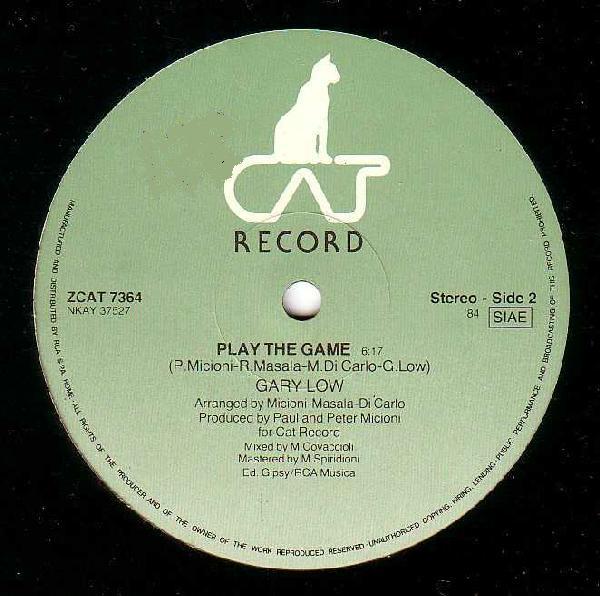 CAT
RECORD
ZCAT 7364
NKAY 37527
Stereo - Side 2
84 SIAE
PLAY THE GAME 6:17
(P.Micioni-R.Masala-M.Di Carlo-G.Low)
GARY LOW
Arranged by Micioni-Masala-Di Carlo
Produced by Paul and Peter Micioni
for Cat Record
Mixed by M Covaccioli
Mastered by M Spiridioni
Ed. Gipsy/RCA Musica
MANUFACTURED AND DISTRIBUTED BY RCA S.P.A. ROME - ALL RIGHTS OF THE PRODUCER AND OF THE OWNER OF THE WORK REPRODUCED RESERVED - UNAUTHORIZED COPYING, HIRING, LENDING, PUBLIC PERFORMANCE AND BROADCASTING OF THIS RECORD PROHIBITED.